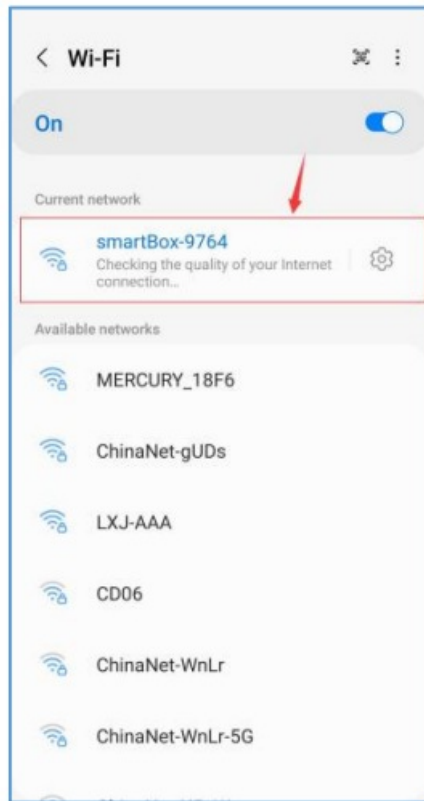 Wi-Fi
On
Current network
smartBox-9764
Checking the quality of your Internet
connection...
Available networks
MERCURY_18F6
ChinaNet-gUDs
LXJ-AAA
CD06
ChinaNet-WnLr
ChinaNet-WnLr-5G